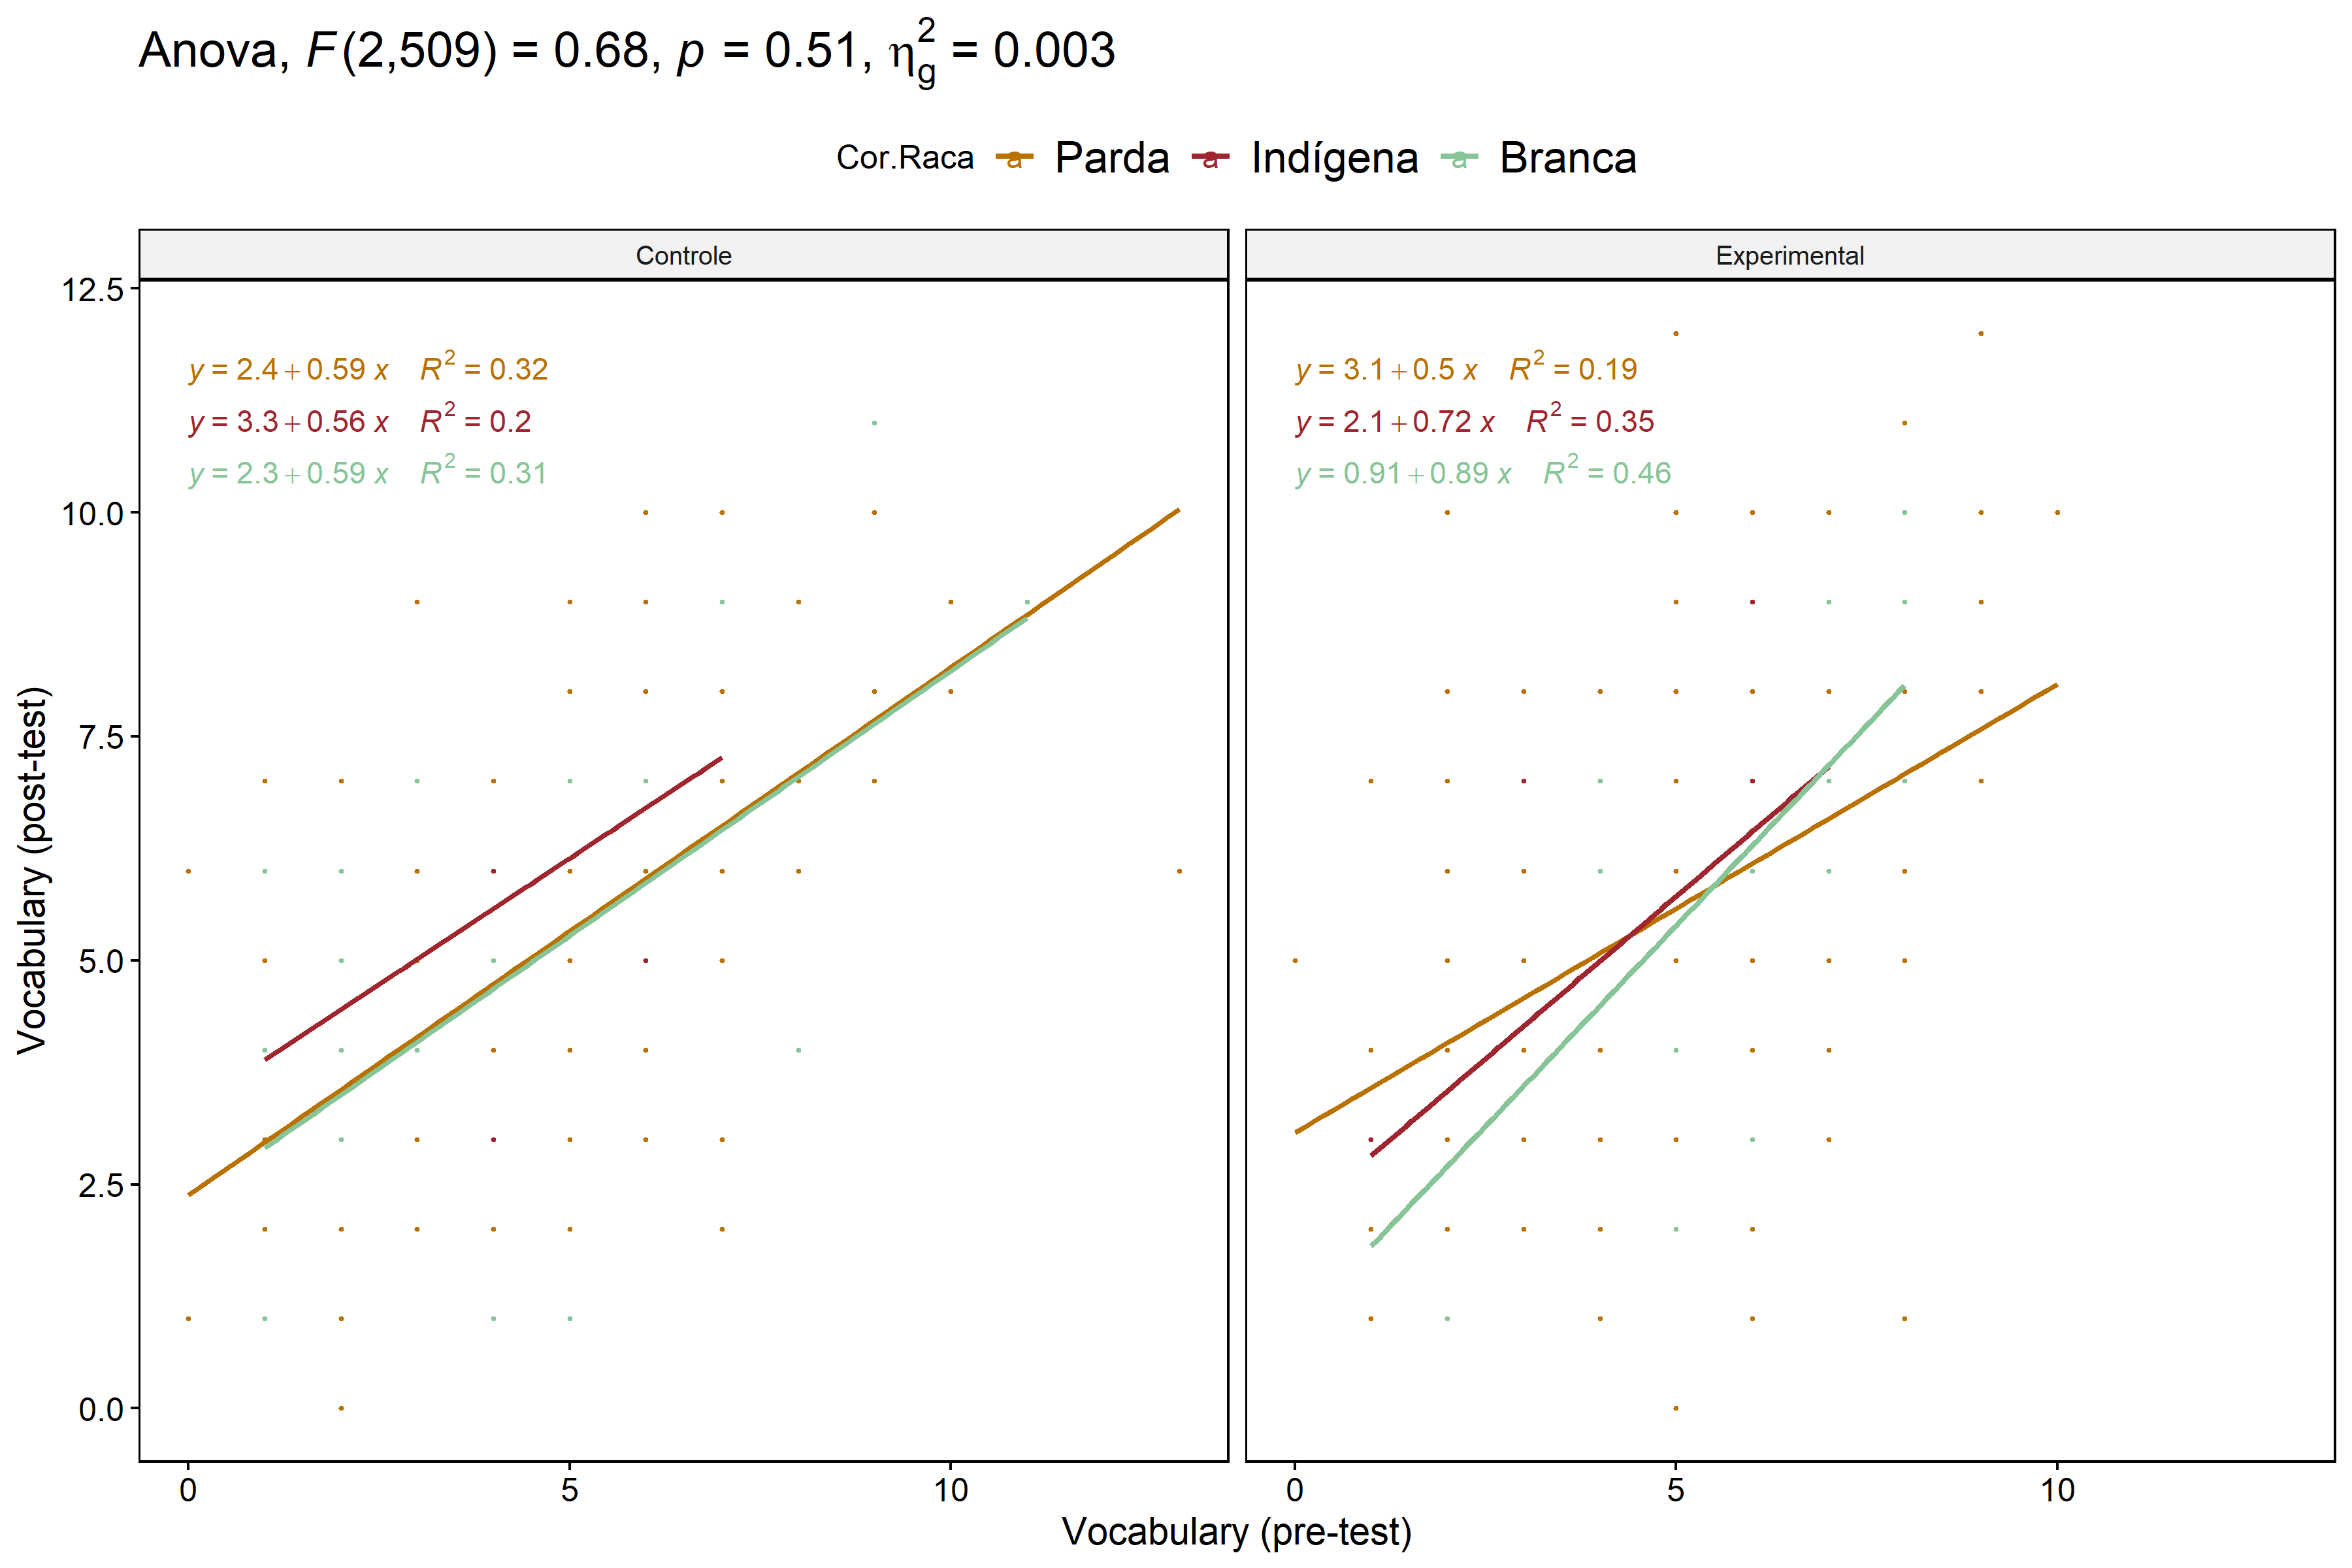 Anova, F(2,509) = 0.68, p = 0.51, η²g = 0.003
Cor.Raca a Parda a Indígena a Branca
Controle
Experimental
12.5
10.0
7.5
5.0
2.5
0.0
Vocabulary (post-test)
y = 2.4 + 0.59 x R² = 0.32
y = 3.3 + 0.56 x R² = 0.2
y = 2.3 + 0.59 x R² = 0.31
y = 3.1 + 0.5 x R² = 0.19
y = 2.1 + 0.72 x R² = 0.35
y = 0.91 + 0.89 x R² = 0.46
0 5 10
0 5 10
Vocabulary (pre-test)